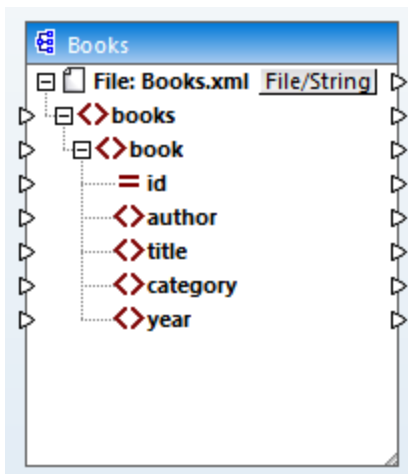 Books
File: Books.xml File/String
books
book
id
author
title
category
year